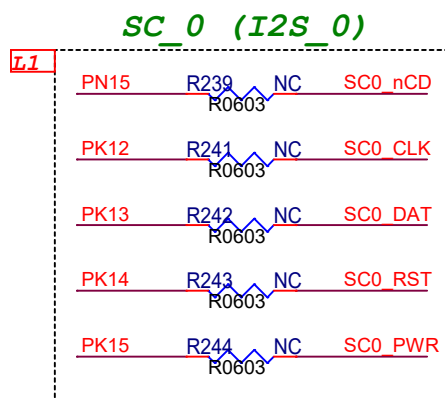 SC_0 (I2S_0)
L1
PN15 R239 NC SC0_nCD
R0603
PK12 R241 NC SC0_CLK
R0603
PK13 R242 NC SC0_DAT
R0603
PK14 R243 NC SC0_RST
R0603
PK15 R244 NC SC0_PWR
R0603